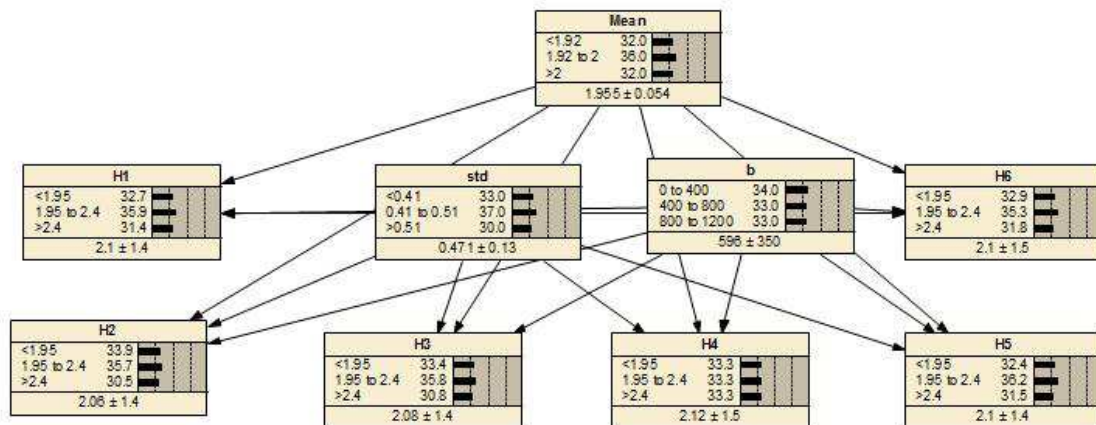 Mean
<1.92 32.0
1.92 to 2 36.0
>2 32.0
1.955 ± 0.054
H1
<1.95 32.7
1.95 to 2.4 35.9
>2.4 31.4
2.1 ± 1.4
std
<0.41 33.0
0.41 to 0.51 37.0
>0.51 30.0
0.471 ± 0.13
b
0 to 400 34.0
400 to 800 33.0
800 to 1200 33.0
596 ± 350
H6
<1.95 32.9
1.95 to 2.4 35.3
>2.4 31.8
2.1 ± 1.5
H2
<1.95 33.9
1.95 to 2.4 35.7
>2.4 30.5
2.06 ± 1.4
H3
<1.95 33.4
1.95 to 2.4 35.8
>2.4 30.8
2.08 ± 1.4
H4
<1.95 33.3
1.95 to 2.4 33.3
>2.4 33.3
2.12 ± 1.5
H5
<1.95 32.4
1.95 to 2.4 36.2
>2.4 31.5
2.1 ± 1.4